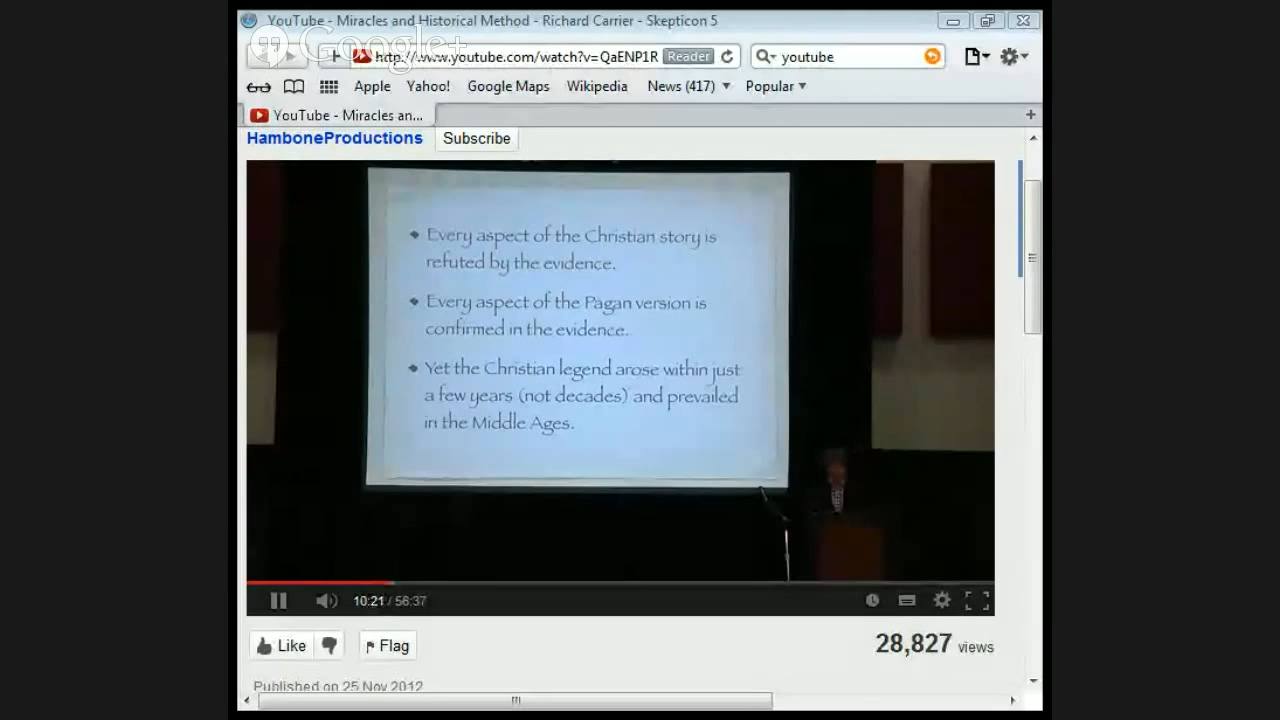 YouTube - Miracles and Historical Method - Richard Carrier - Skepticon 5
Google+
http://www.youtube.com/watch?v=QaENP1R
Reader
youtube
Apple
Yahoo!
Google Maps
Wikipedia
News (417)
Popular
YouTube - Miracles an...
HamboneProductions
Subscribe
Every aspect of the Christian story is
refuted by the evidence.
Every aspect of the Pagan version is
confirmed in the evidence.
Yet the Christian legend arose within just
a few years (not decades) and prevailed
in the Middle Ages.
10:21 / 56:37
Like
Flag
28,827 views
Published on 25 Nov 2012